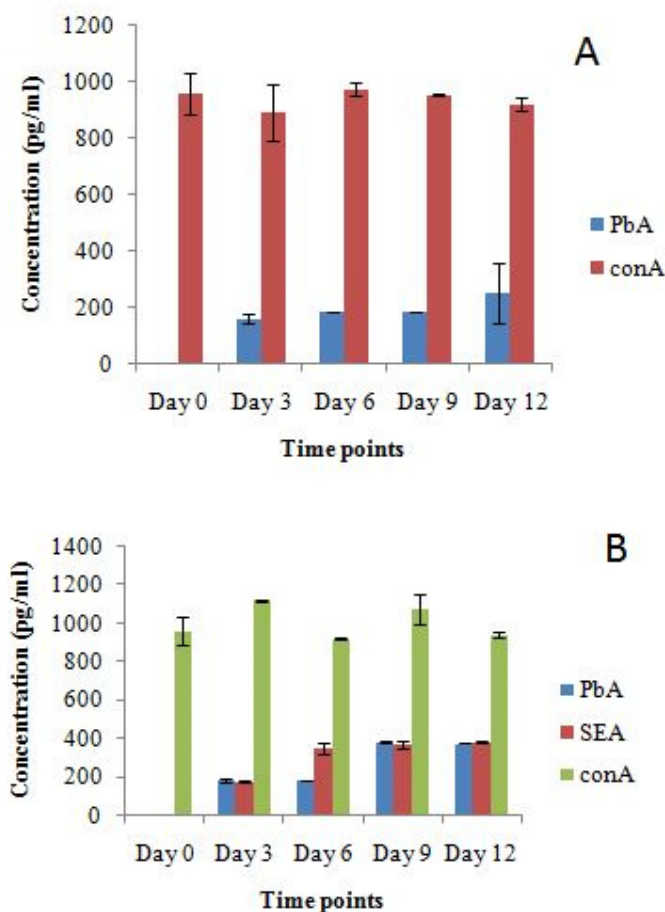 A
Concentration (pg/ml)
1200
1000
800
600
400
200
0
Day 0 Day 3 Day 6 Day 9 Day 12
Time points
PbA
conA
B
Concentration (pg/ml)
1400
1200
1000
800
600
400
200
0
Day 0 Day 3 Day 6 Day 9 Day 12
Time points
PbA
SEA
conA